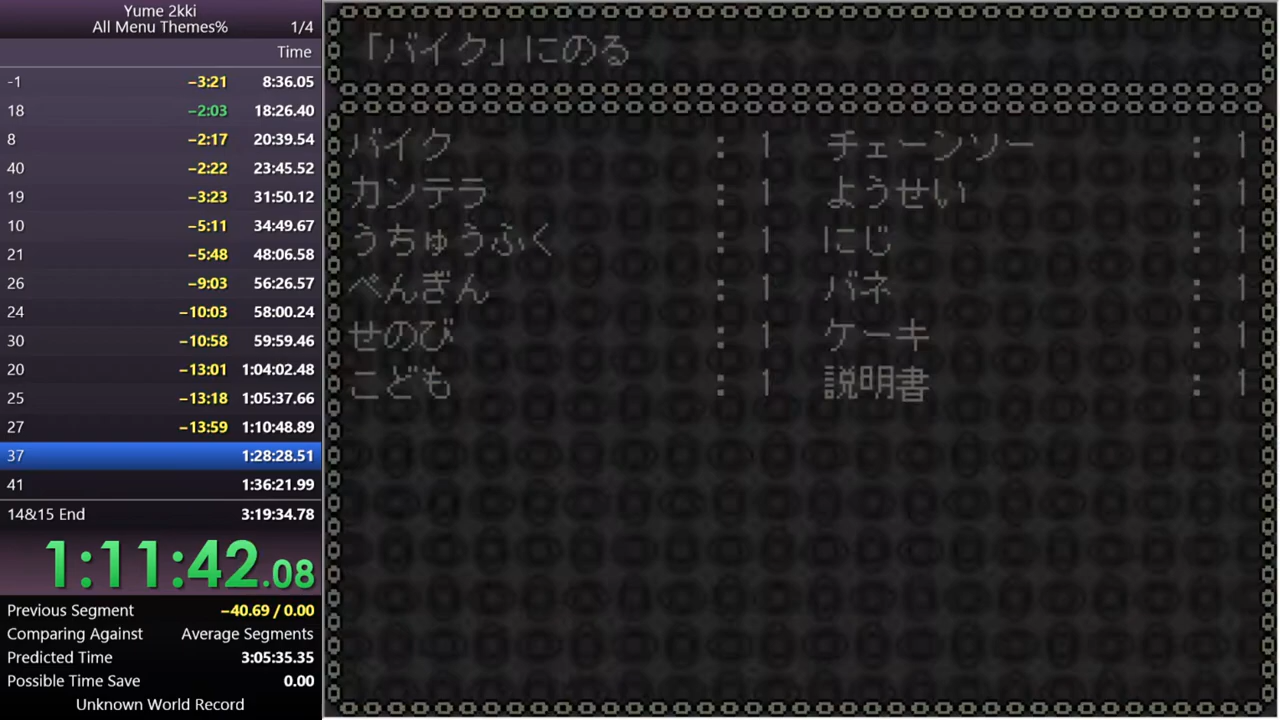 Yume 2kki
All Menu Themes% 1/4
Time
-1 −3:21 8:36.05
18 −2:03 18:26.40
8 −2:17 20:39.54
40 −2:22 23:45.52
19 −3:23 31:50.12
10 −5:11 34:49.67
21 −5:48 48:06.58
26 −9:03 56:26.57
24 −10:03 58:00.24
30 −10:58 59:59.46
20 −13:01 1:04:02.48
25 −13:18 1:05:37.66
27 −13:59 1:10:48.89
37 1:28:28.51
41 1:36:21.99
14&15 End 3:19:34.78
1:11:42.08
Previous Segment −40.69 / 0.00
Comparing Against Average Segments
Predicted Time 3:05:35.35
Possible Time Save 0.00
Unknown World Record
「バイク」にのる
バイク : 1 チェーンソー : 1
カンテラ : 1 ようせい : 1
うちゅうふく : 1 にじ : 1
ぺんぎん : 1 バネ : 1
せのび : 1 ケーキ : 1
こども : 1 説明書 : 1